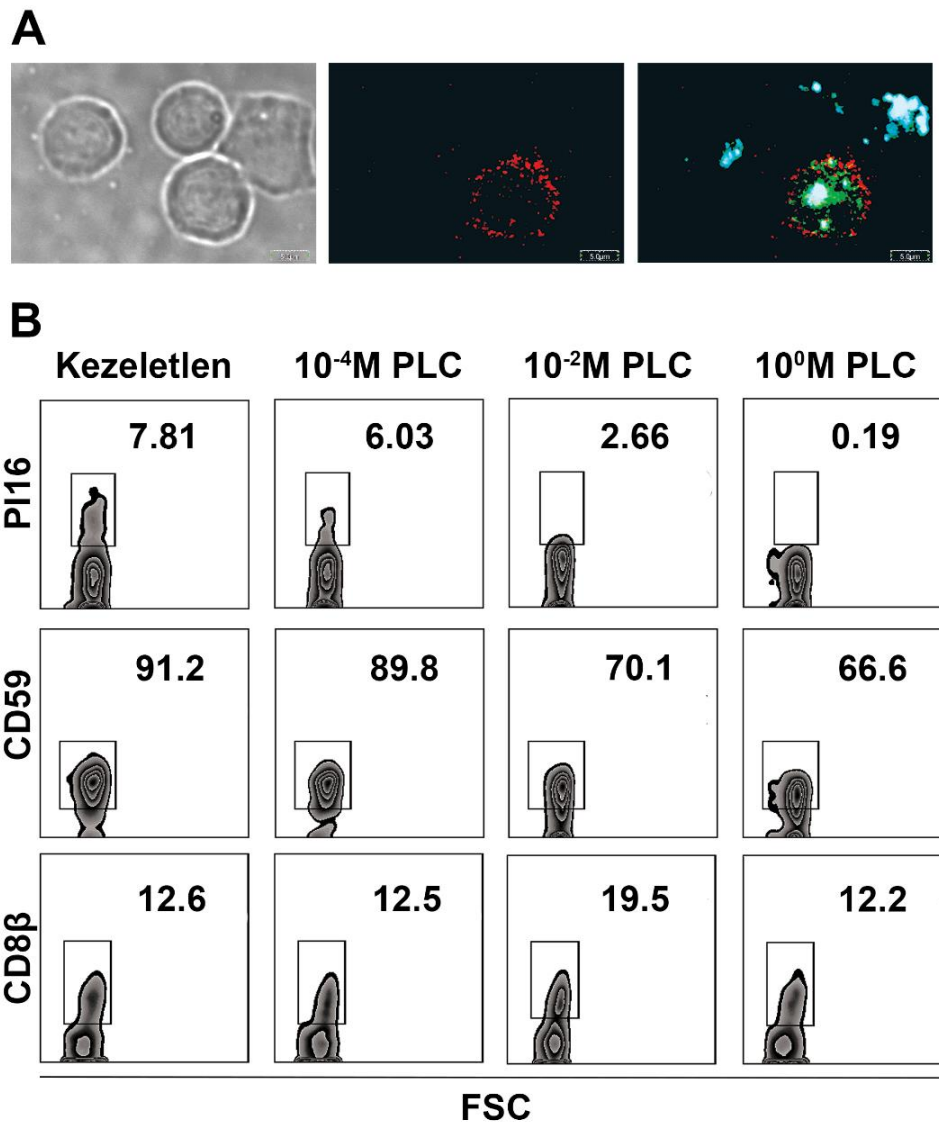 A
5.0µm
5.0µm
B
Kezeletlen 10⁻⁴M PLC 10⁻²M PLC 10⁰M PLC
PI16
7.81 6.03 2.66 0.19
CD59
91.2 89.8 70.1 66.6
CD8β
12.6 12.5 19.5 12.2
FSC